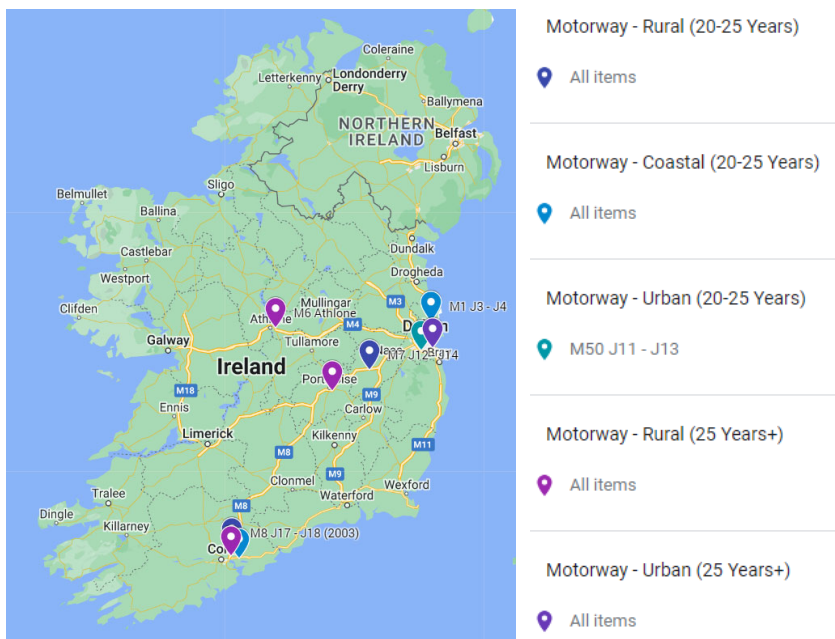 Coleraine
Letterkenny
Londonderry
Derry
Ballymena
NORTHERN
IRELAND
Belfast
Lisburn
Sligo
Belmullet
Ballina
Dundalk
Castlebar
Drogheda
Westport
Mullingar
M3
M1 J3 - J4
Clifden
M6 Athlone
M4
Galway
Tullamore
M7 J12 - J14
Ireland
M18
M9
Ennis
Carlow
Limerick
Kilkenny
M11
M8
M9
Clonmel
Wexford
Tralee
Waterford
Dingle
M8
Killarney
M8 J17 - J18 (2003)
Motorway - Rural (20-25 Years)
All items
Motorway - Coastal (20-25 Years)
All items
Motorway - Urban (20-25 Years)
M50 J11 - J13
Motorway - Rural (25 Years+)
All items
Motorway - Urban (25 Years+)
All items